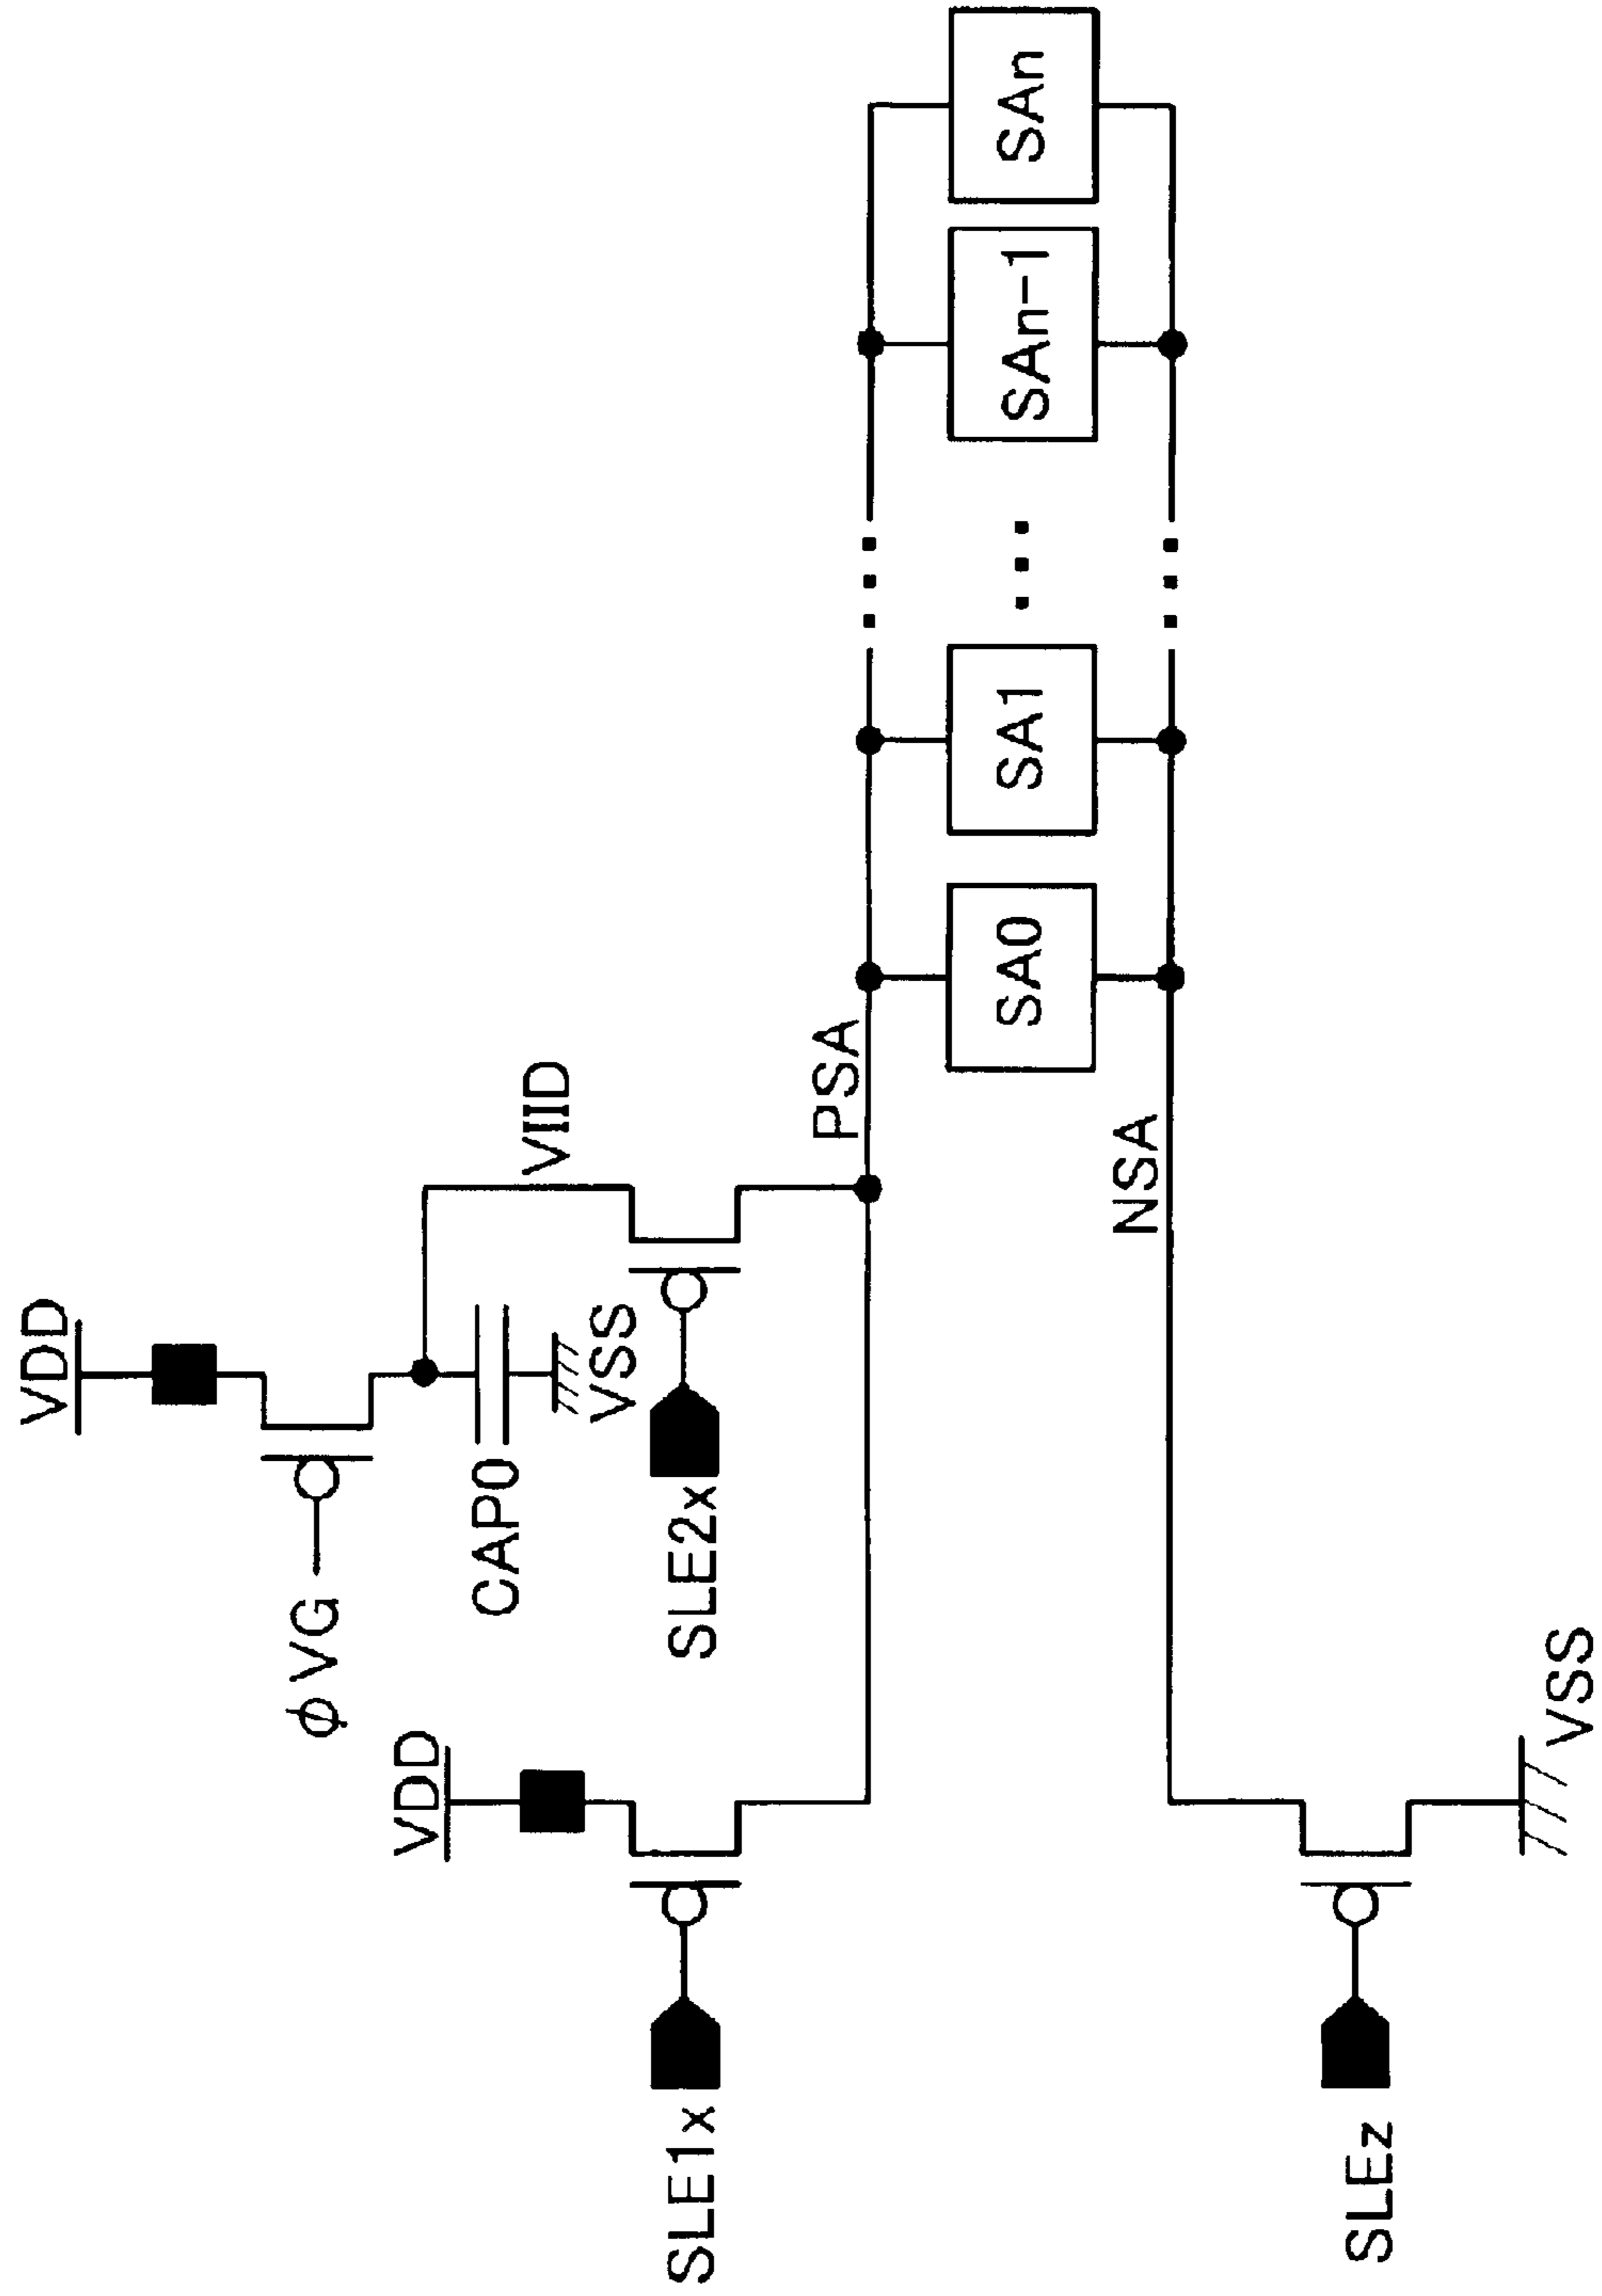 VDD
φVG
VDD
CAP0
VSS
VIID
SLE1x
SLE2x
PSA
SA0
SA1
...
SAn-1
SAn
NSA
SLEz
VSS